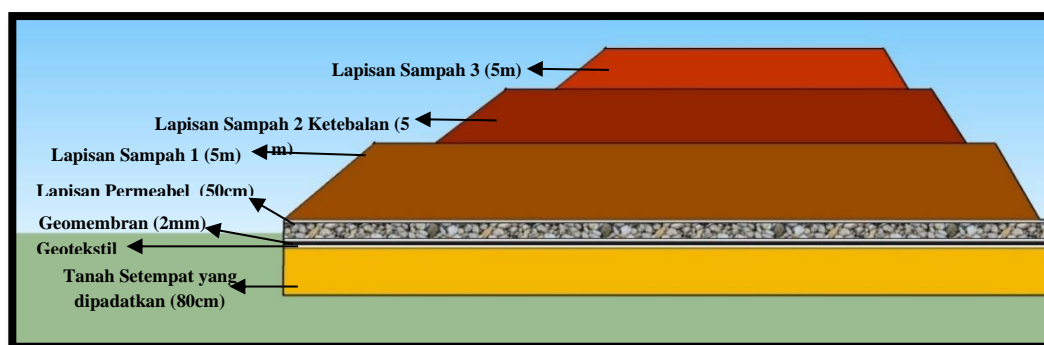 Lapisan Sampah 3 (5m)
Lapisan Sampah 2 Ketebalan (5
m)
Lapisan Sampah 1 (5m)
Lapisan Permeabel (50cm)
Geomembran (2mm)
Geotekstil
Tanah Setempat yang
dipadatkan (80cm)